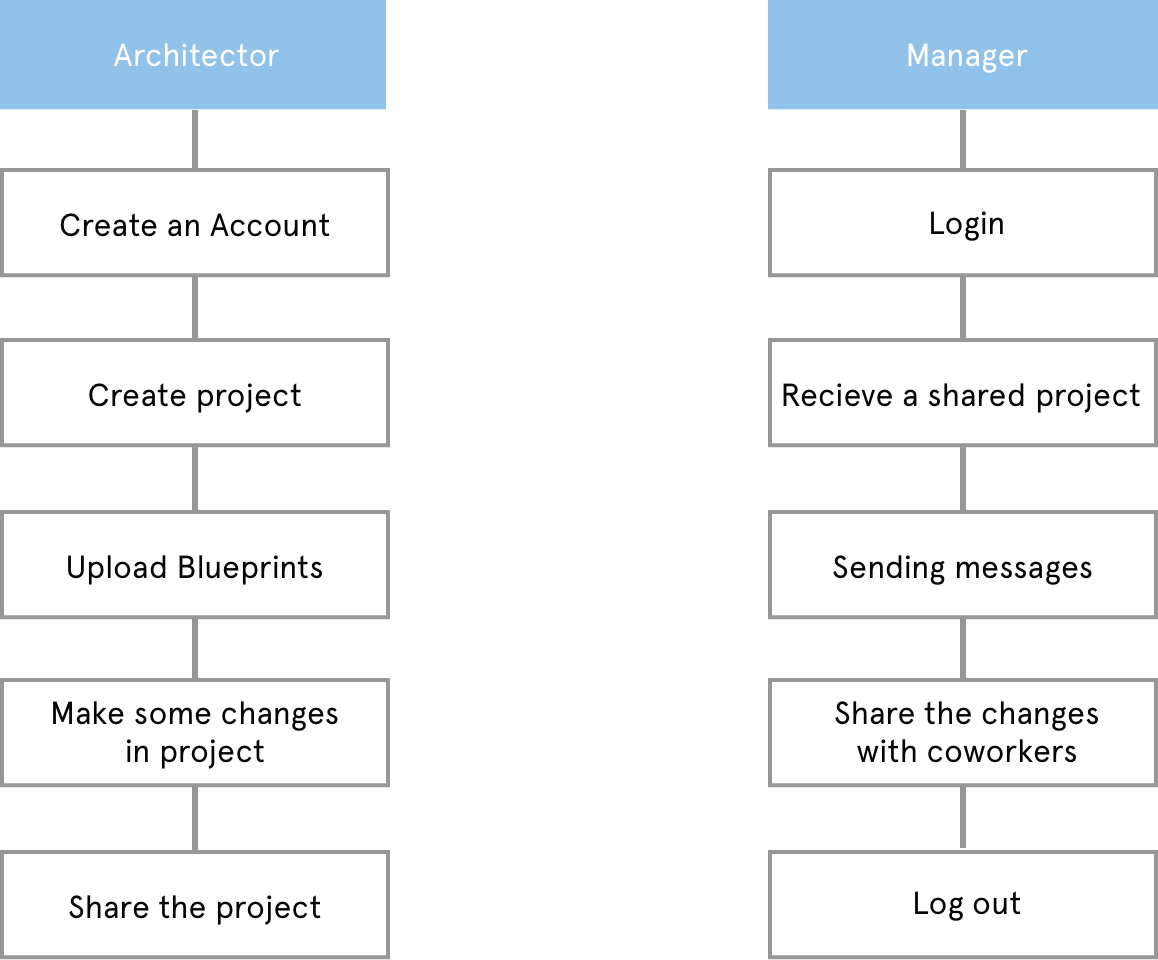 Architector
Create an Account
Create project
Upload Blueprints
Make some changes
in project
Share the project
Manager
Login
Recieve a shared project
Sending messages
Share the changes
with coworkers
Log out